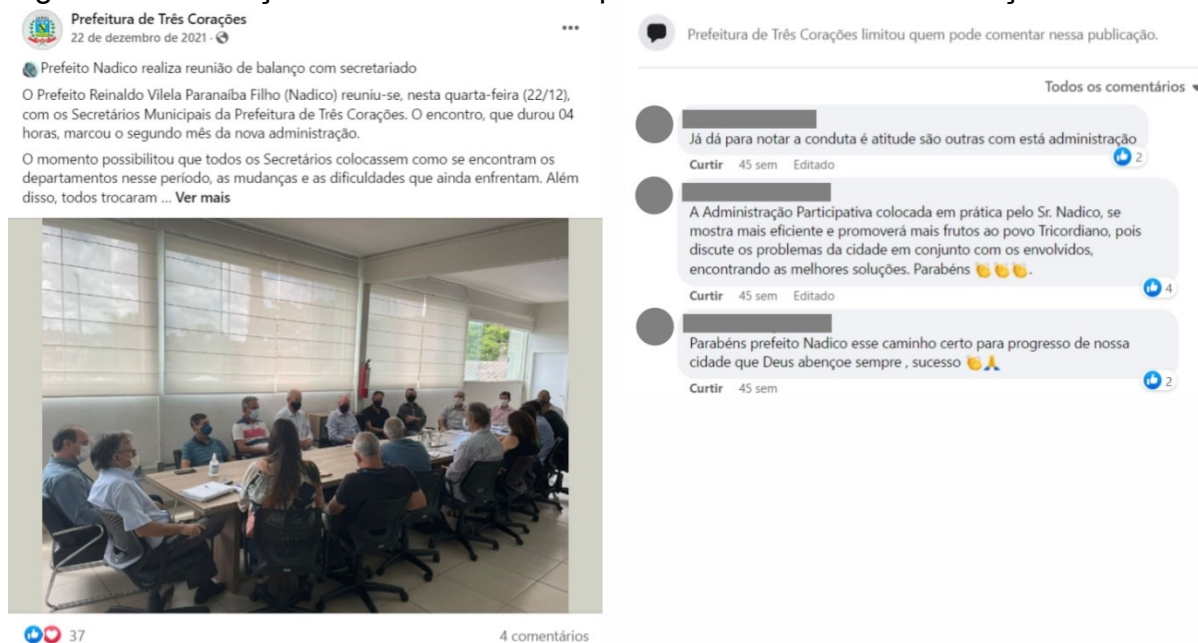 Prefeitura de Três Corações
22 de dezembro de 2021 ·
Prefeito Nadico realiza reunião de balanço com secretariado
O Prefeito Reinaldo Vilela Paranaíba Filho (Nadico) reuniu-se, nesta quarta-feira (22/12),
com os Secretários Municipais da Prefeitura de Três Corações. O encontro, que durou 04
horas, marcou o segundo mês da nova administração.
O momento possibilitou que todos os Secretários colocassem como se encontram os
departamentos nesse período, as mudanças e as dificuldades que ainda enfrentam. Além
disso, todos trocaram ... Ver mais
37
4 comentários
Prefeitura de Três Corações limitou quem pode comentar nessa publicação.
Todos os comentários
Já dá para notar a conduta é atitude são outras com está administração
2
Curtir 45 sem Editado
A Administração Participativa colocada em prática pelo Sr. Nadico, se
mostra mais eficiente e promoverá mais frutos ao povo Tricordiano, pois
discute os problemas da cidade em conjunto com os envolvidos,
encontrando as melhores soluções. Parabéns 👏👏👏.
4
Curtir 45 sem Editado
Parabéns prefeito Nadico esse caminho certo para progresso de nossa
cidade que Deus abençoe sempre , sucesso 👏🙏
2
Curtir 45 sem